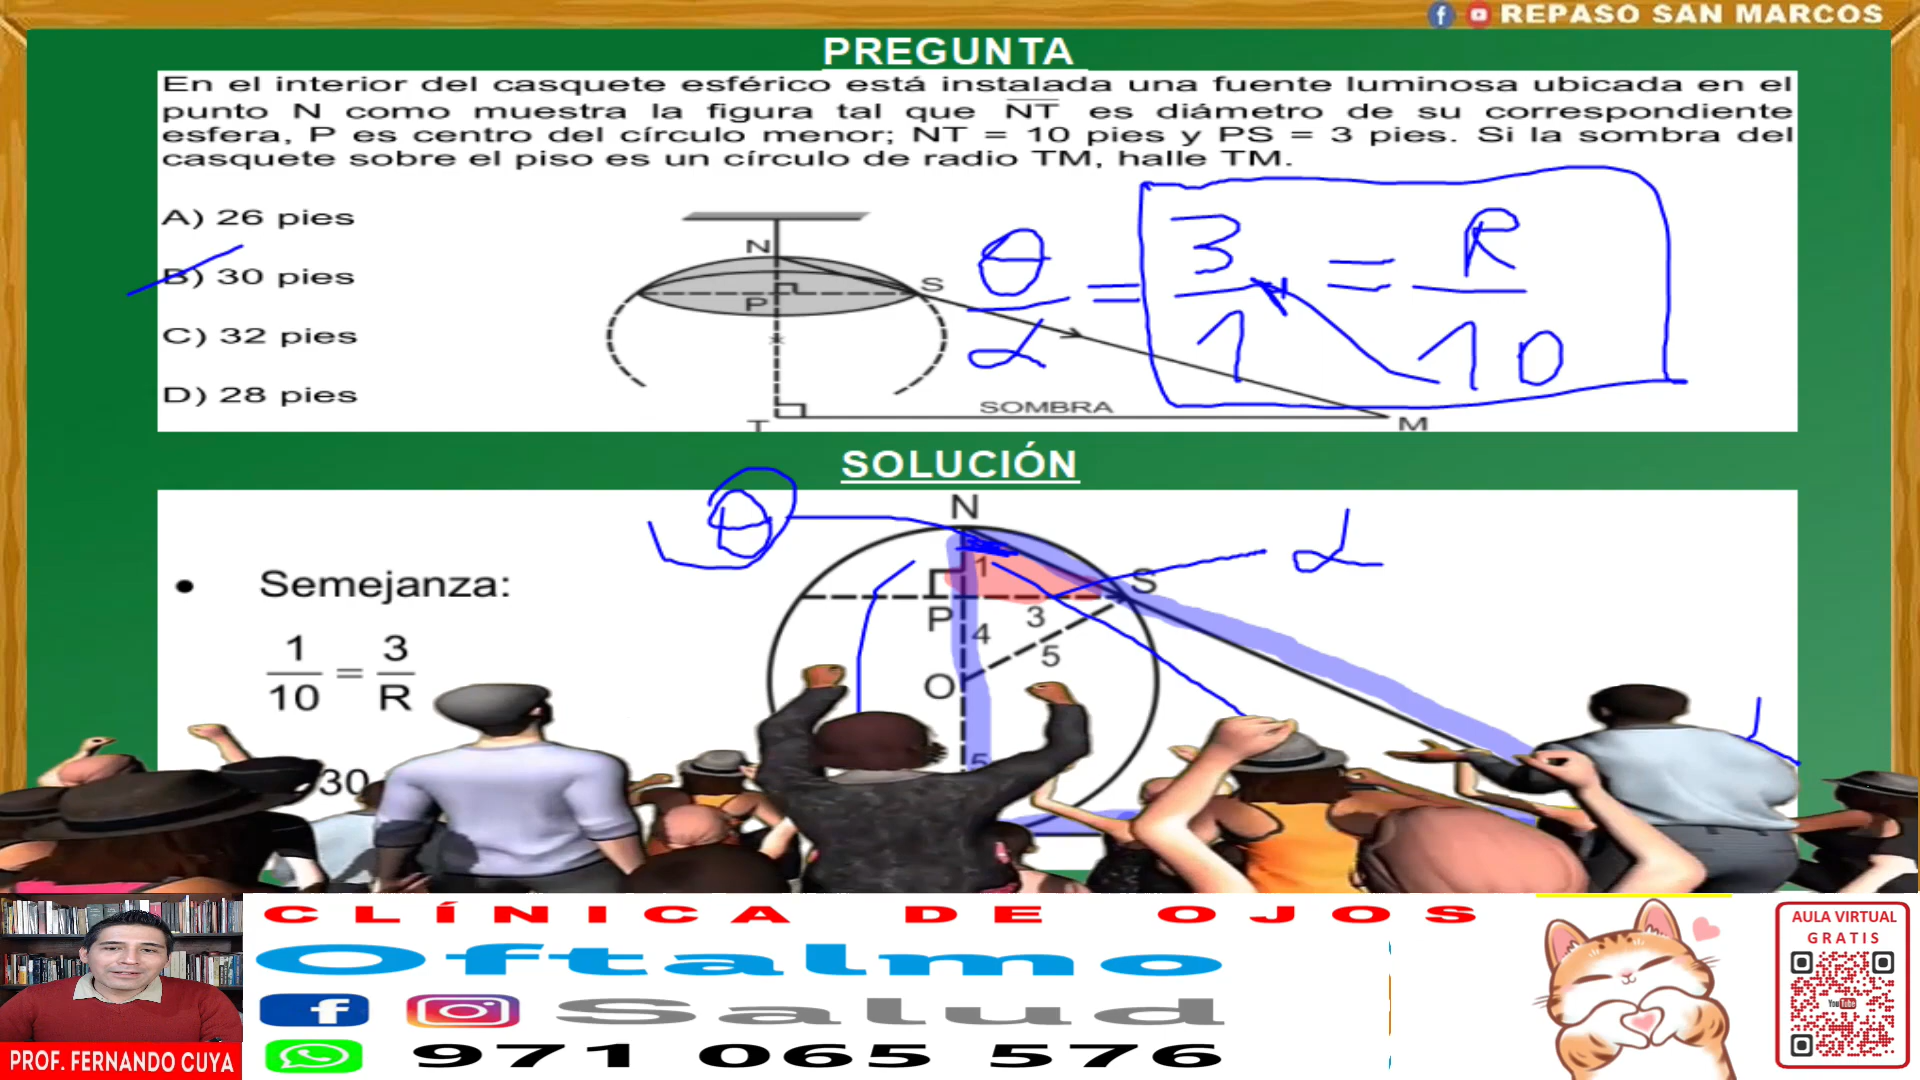 REPASO SAN MARCOS
PREGUNTA
En el interior del casquete esférico está instalada una fuente luminosa ubicada en el
punto N como muestra la figura tal que NT es diámetro de su correspondiente
esfera, P es centro del círculo menor; NT = 10 pies y PS = 3 pies. Si la sombra del
casquete sobre el piso es un círculo de radio TM, halle TM.
A) 26 pies
B) 30 pies
C) 32 pies
D) 28 pies
N
S
P
T
SOMBRA
M
θ/α = 3/1 = R/10
SOLUCIÓN
N
θ
α
1
S
P
3
4
5
O
5
• Semejanza:
1/10 = 3/R
30
CLÍNICA DE OJOS
Oftalmo
Salud
971 065 576
PROF. FERNANDO CUYA
AULA VIRTUAL
GRATIS
YouTube